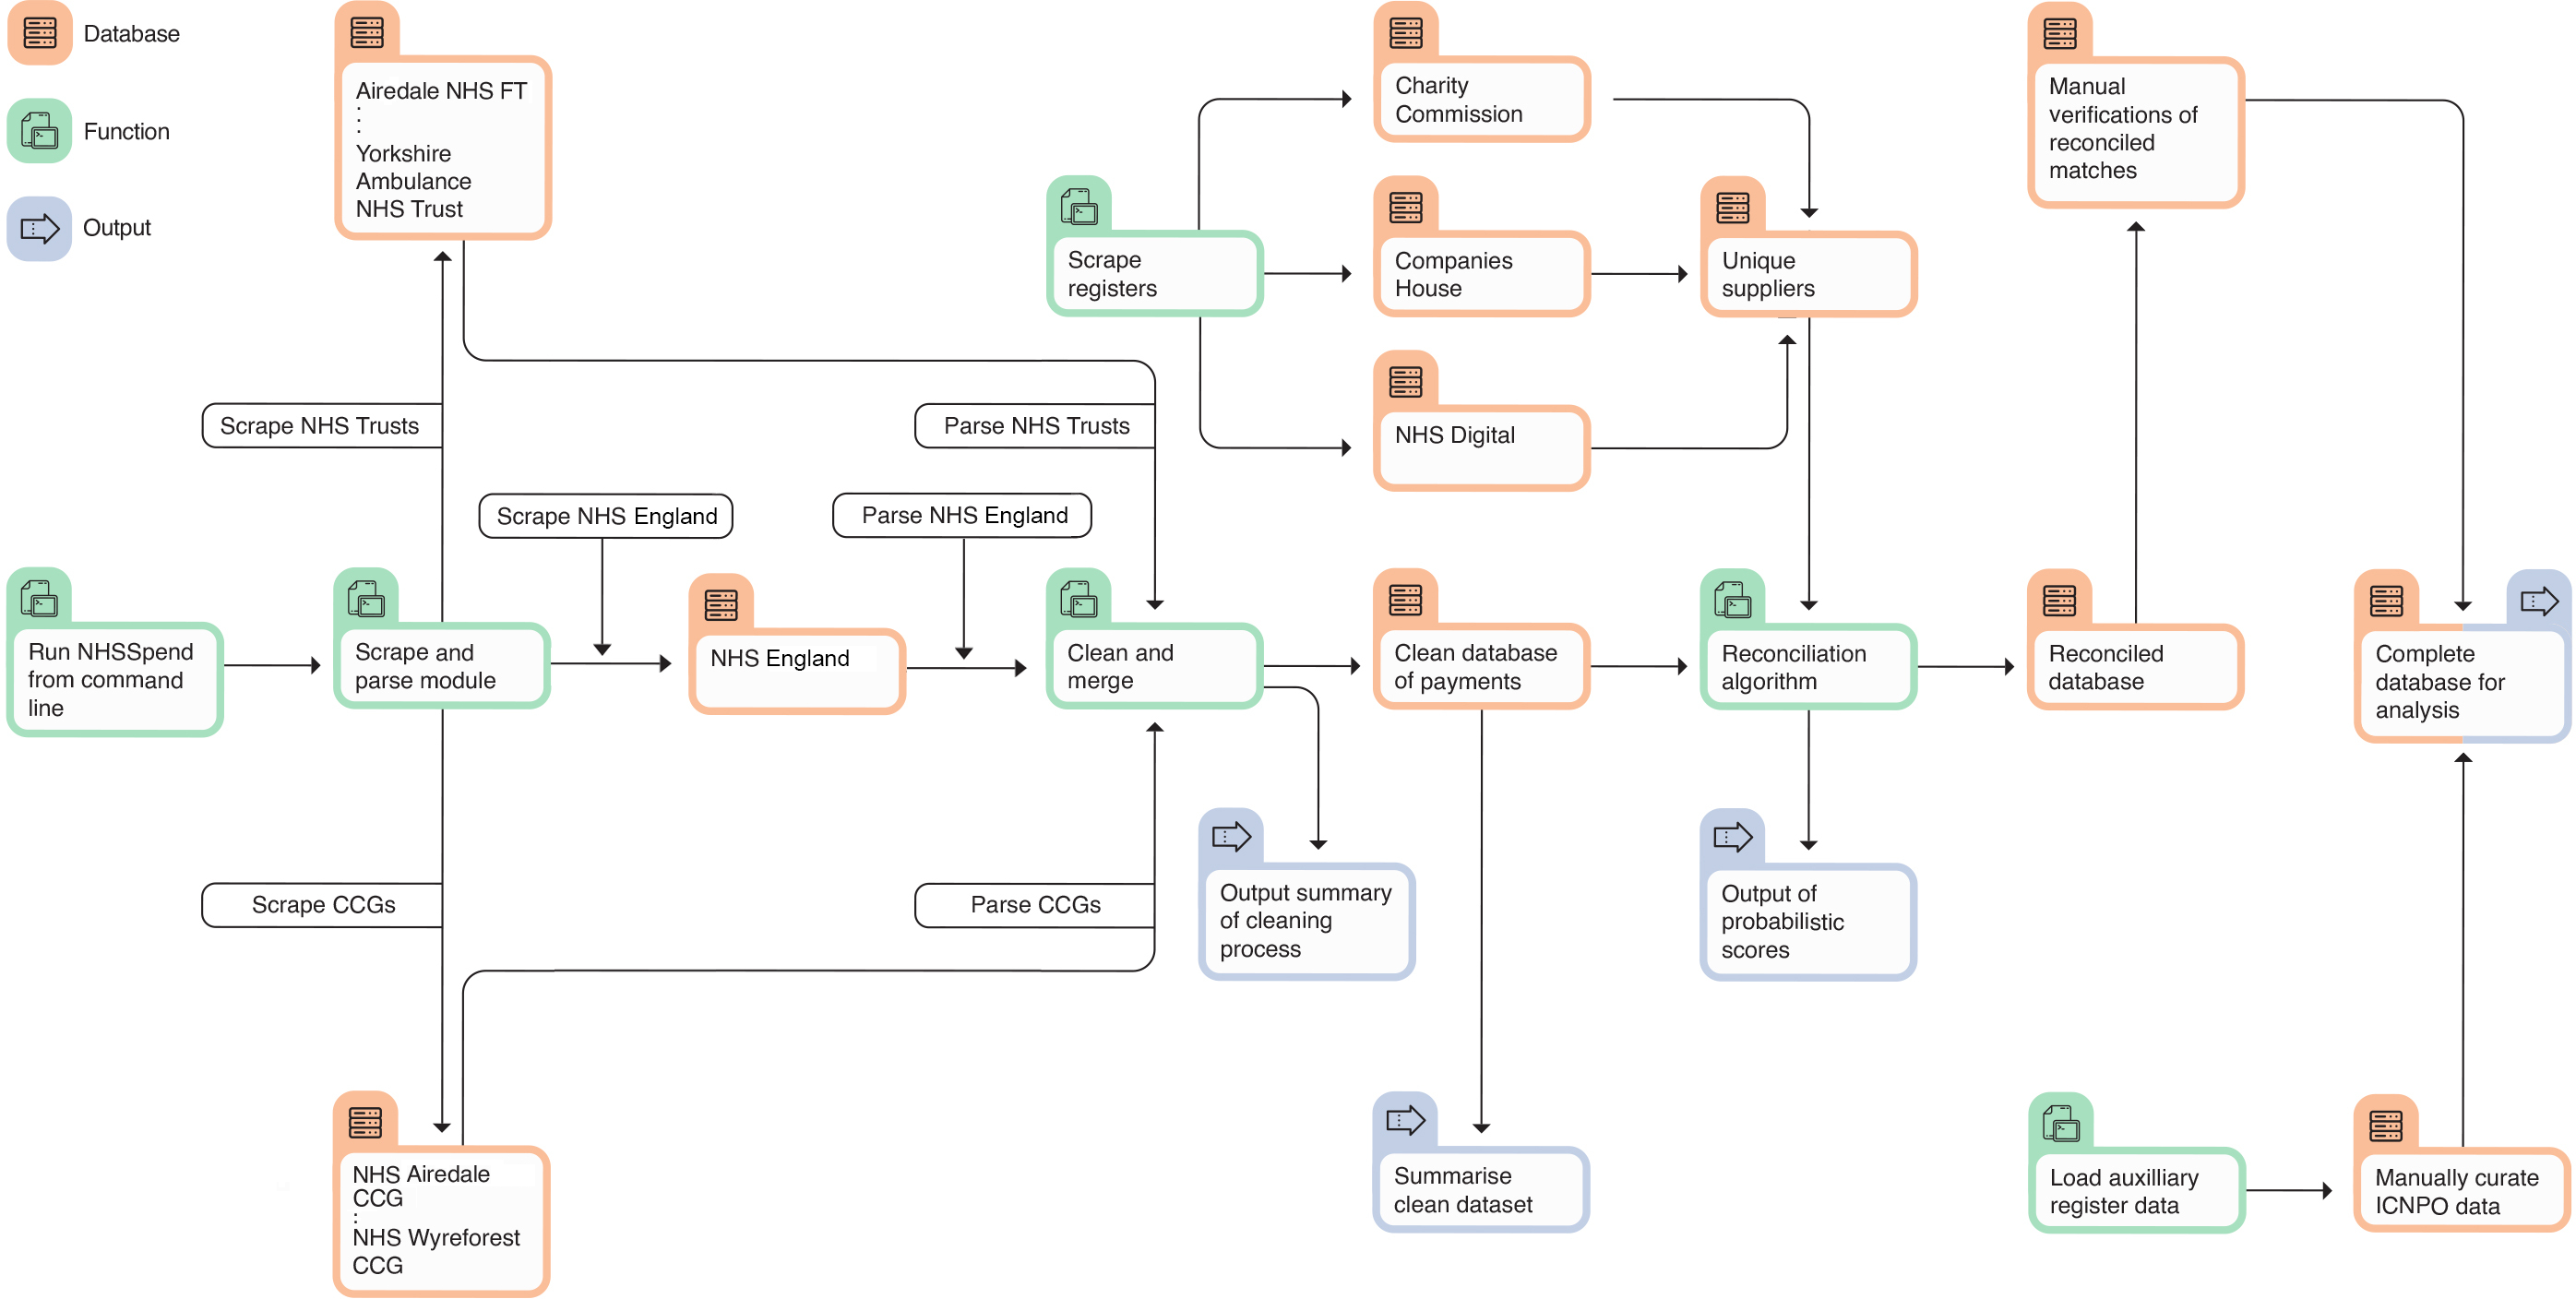 Database
Function
Output
Airedale NHS FT
Yorkshire
Ambulance
NHS Trust
Charity
Commission
Manual
verifications of
reconciled
matches
Scrape
registers
Companies
House
Unique
suppliers
NHS Digital
Scrape NHS Trusts
Parse NHS Trusts
Scrape NHS England
Parse NHS England
Run NHSSpend
from command
line
Scrape and
parse module
NHS England
Clean and
merge
Clean database
of payments
Reconciliation
algorithm
Reconciled
database
Complete
database for
analysis
Scrape CCGs
Parse CCGs
Output summary
of cleaning
process
Output of
probabilistic
scores
NHS Airedale
CCG
NHS Wyreforest
CCG
Summarise
clean dataset
Load auxilliary
register data
Manually curate
ICNPO data